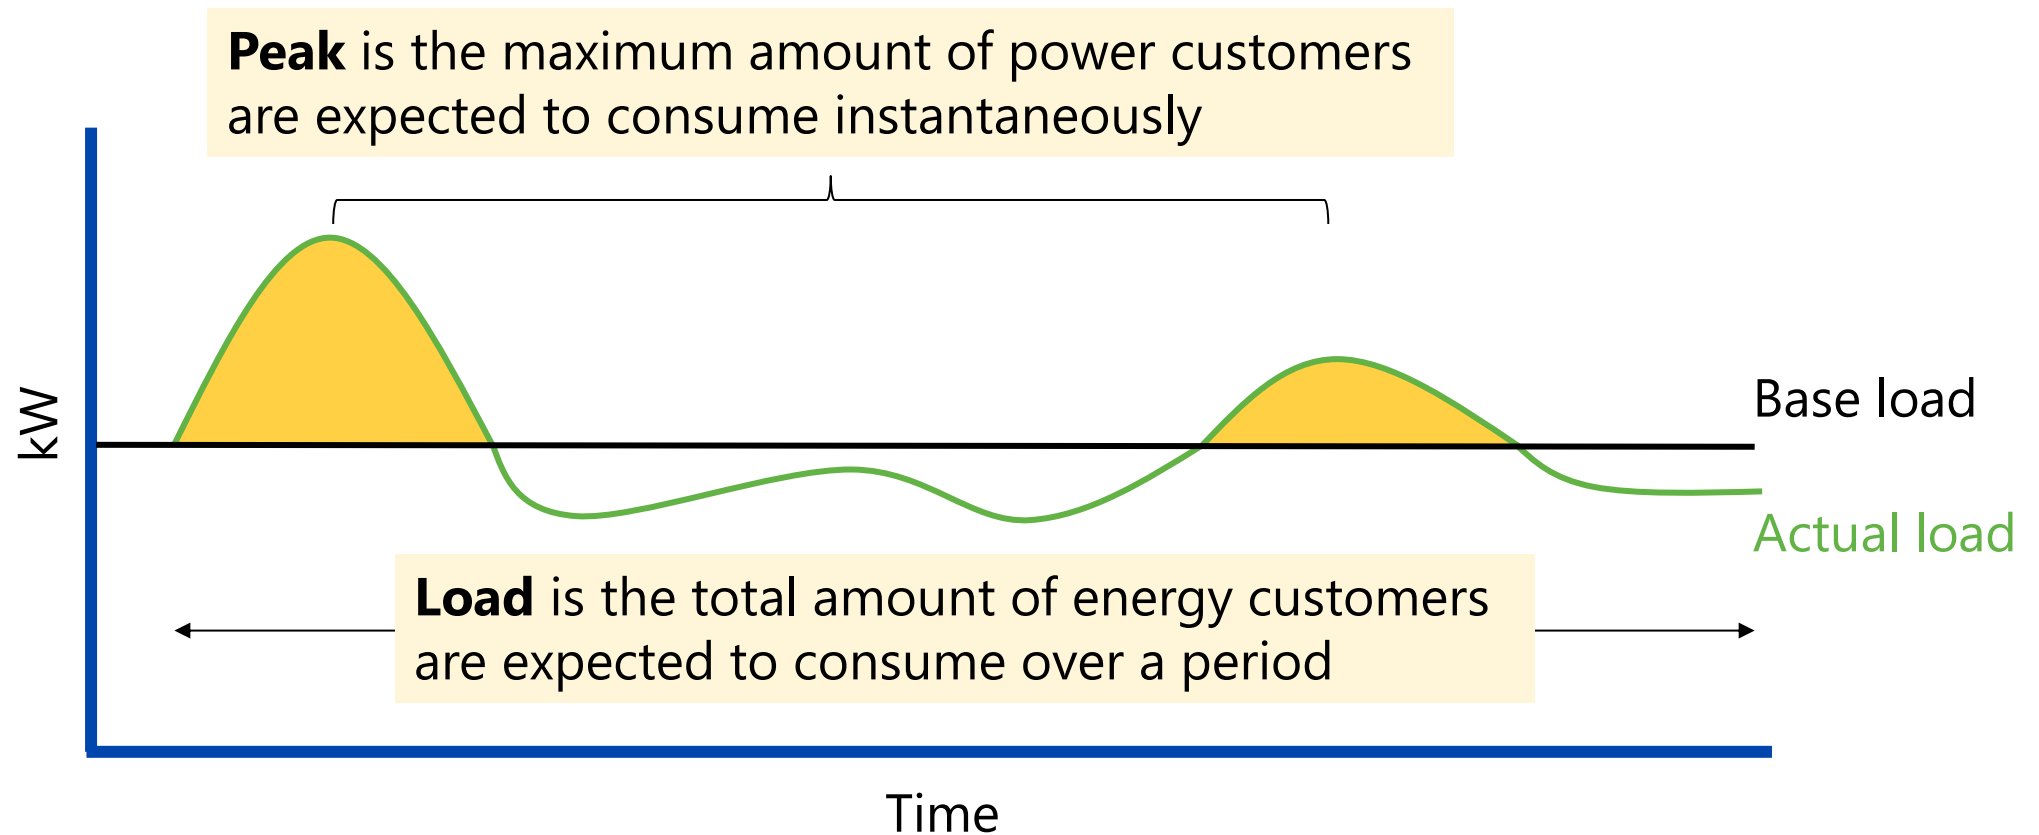 Peak is the maximum amount of power customers
are expected to consume instantaneously
kW
Base load
Actual load
Load is the total amount of energy customers
are expected to consume over a period
Time